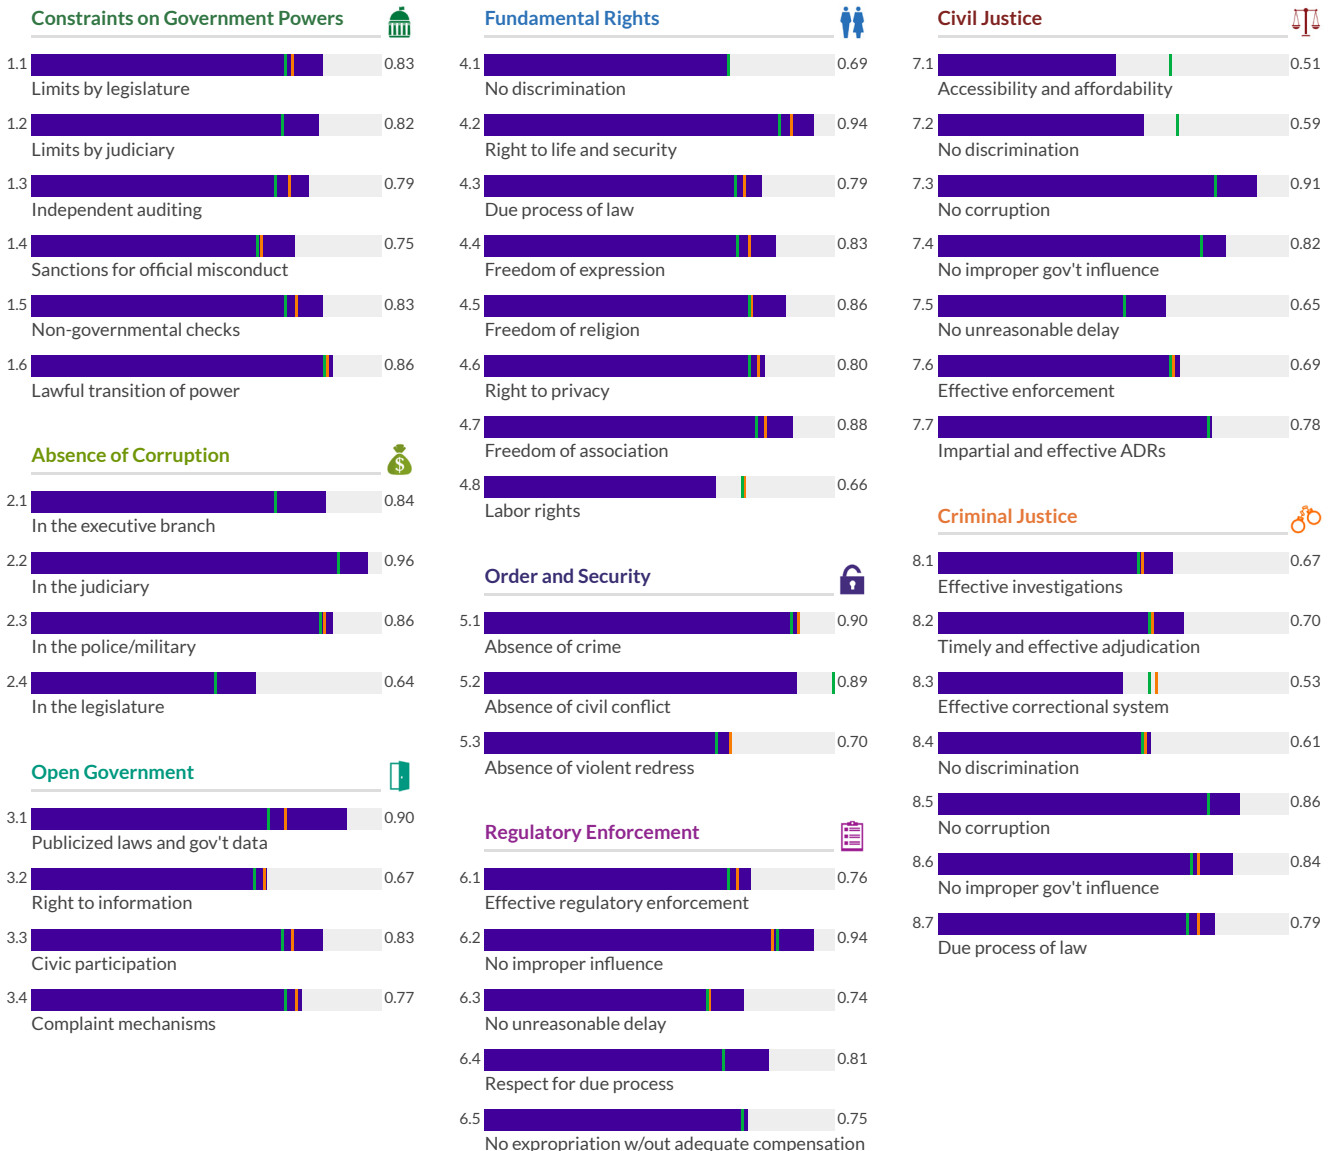 Constraints on Government Powers
1.1 0.83
Limits by legislature
1.2 0.82
Limits by judiciary
1.3 0.79
Independent auditing
1.4 0.75
Sanctions for official misconduct
1.5 0.83
Non-governmental checks
1.6 0.86
Lawful transition of power
Absence of Corruption
$
2.1 0.84
In the executive branch
2.2 0.96
In the judiciary
2.3 0.86
In the police/military
2.4 0.64
In the legislature
Open Government
3.1 0.90
Publicized laws and gov't data
3.2 0.67
Right to information
3.3 0.83
Civic participation
3.4 0.77
Complaint mechanisms
Fundamental Rights
4.1 0.69
No discrimination
4.2 0.94
Right to life and security
4.3 0.79
Due process of law
4.4 0.83
Freedom of expression
4.5 0.86
Freedom of religion
4.6 0.80
Right to privacy
4.7 0.88
Freedom of association
4.8 0.66
Labor rights
Order and Security
5.1 0.90
Absence of crime
5.2 0.89
Absence of civil conflict
5.3 0.70
Absence of violent redress
Regulatory Enforcement
6.1 0.76
Effective regulatory enforcement
6.2 0.94
No improper influence
6.3 0.74
No unreasonable delay
6.4 0.81
Respect for due process
6.5 0.75
No expropriation w/out adequate compensation
Civil Justice
7.1 0.51
Accessibility and affordability
7.2 0.59
No discrimination
7.3 0.91
No corruption
7.4 0.82
No improper gov't influence
7.5 0.65
No unreasonable delay
7.6 0.69
Effective enforcement
7.7 0.78
Impartial and effective ADRs
Criminal Justice
8.1 0.67
Effective investigations
8.2 0.70
Timely and effective adjudication
8.3 0.53
Effective correctional system
8.4 0.61
No discrimination
8.5 0.86
No corruption
8.6 0.84
No improper gov't influence
8.7 0.79
Due process of law